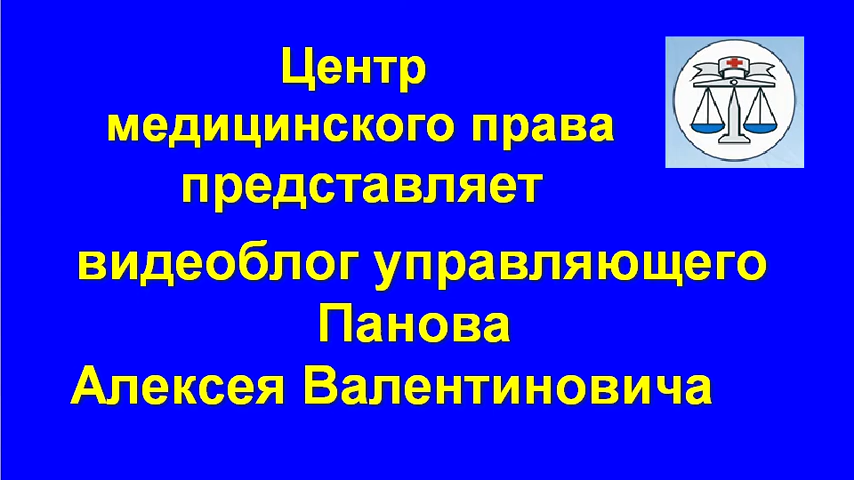 Центр
медицинского права
представляет
видеоблог управляющего
Панова
Алексея Валентиновича